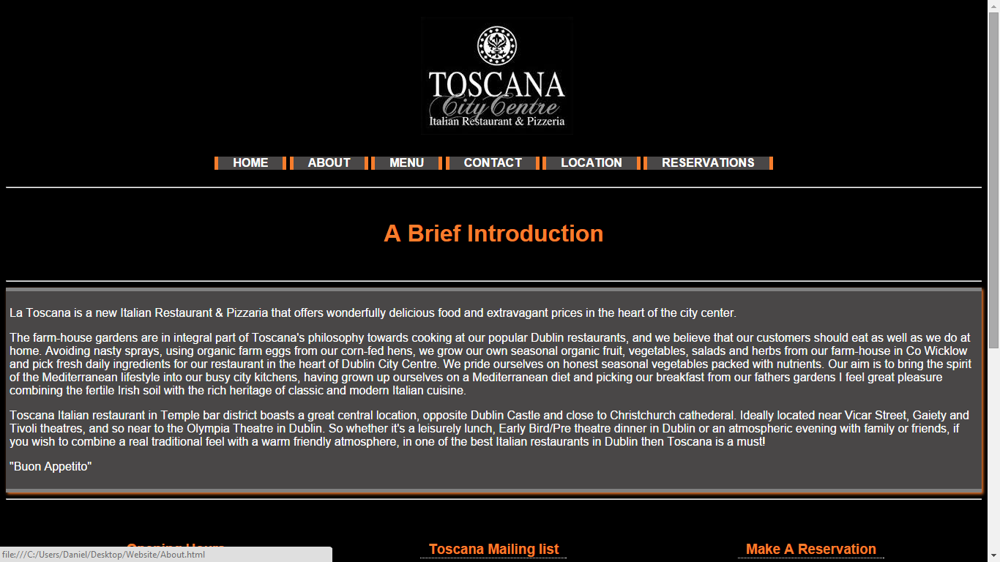 TOSCANA
City Centre
Italian Restaurant & Pizzeria
HOME ABOUT MENU CONTACT LOCATION RESERVATIONS
A Brief Introduction
La Toscana is a new Italian Restaurant & Pizzaria that offers wonderfully delicious food and extravagant prices in the heart of the city center.
The farm-house gardens are in integral part of Toscana's philosophy towards cooking at our popular Dublin restaurants, and we believe that our customers should eat as well as we do at
home. Avoiding nasty sprays, using organic farm eggs from our corn-fed hens, we grow our own seasonal organic fruit, vegetables, salads and herbs from our farm-house in Co Wicklow
and pick fresh daily ingredients for our restaurant in the heart of Dublin City Centre. We pride ourselves on honest seasonal vegetables packed with nutrients. Our aim is to bring the spirit
of the Mediterranean lifestyle into our busy city kitchens, having grown up ourselves on a Mediterranean diet and picking our breakfast from our fathers gardens I feel great pleasure
combining the fertile Irish soil with the rich heritage of classic and modern Italian cuisine.
Toscana Italian restaurant in Temple bar district boasts a great central location, opposite Dublin Castle and close to Christchurch cathederal. Ideally located near Vicar Street, Gaiety and
Tivoli theatres, and so near to the Olympia Theatre in Dublin. So whether it's a leisurely lunch, Early Bird/Pre theatre dinner in Dublin or an atmospheric evening with family or friends, if
you wish to combine a real traditional feel with a warm friendly atmosphere, in one of the best Italian restaurants in Dublin then Toscana is a must!
"Buon Appetito"
Opening Hours Toscana Mailing list Make A Reservation
file:///C:/Users/Daniel/Desktop/Website/About.html